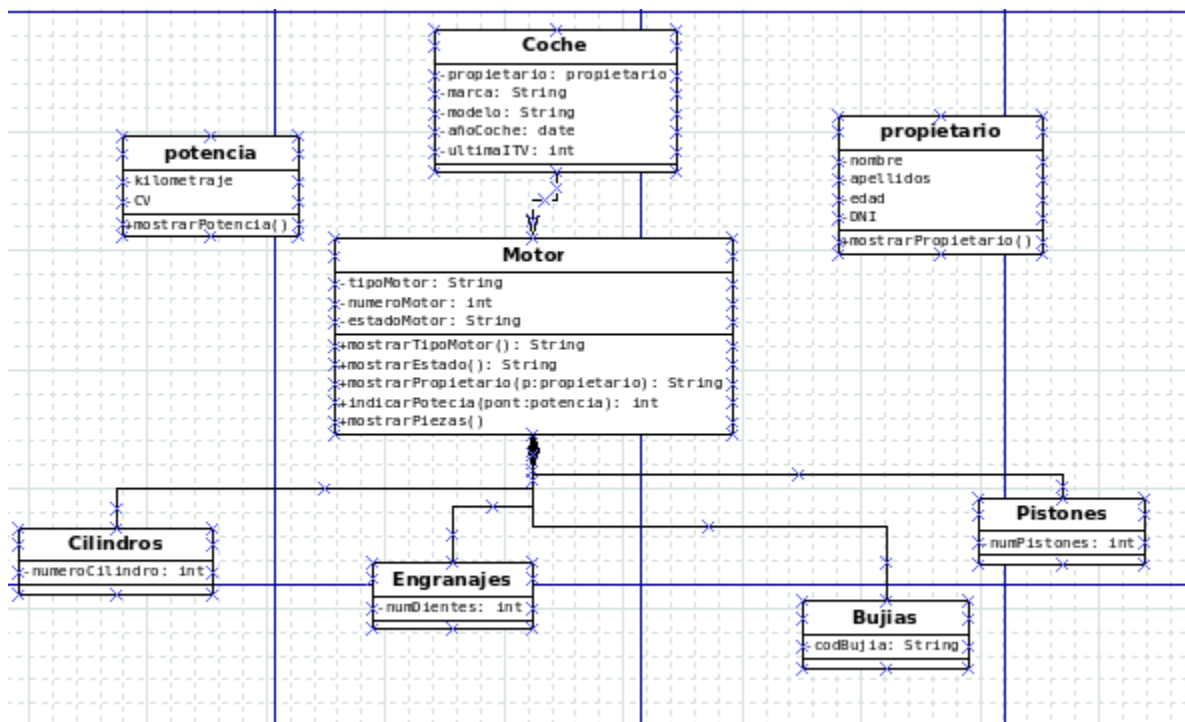 Coche
-propietario: propietario
-marca: String
-modelo: String
-añoCoche: date
-ultimaITV: int
potencia
-kilometraje
-CV
+mostrarPotencia()
propietario
-nombre
-apellidos
-edad
-DNI
+mostrarPropietario()
Motor
-tipoMotor: String
-numeroMotor: int
-estadoMotor: String
+mostrarTipoMotor(): String
+mostrarEstado(): String
+mostrarPropietario(p:propietario): String
+indicarPotecia(pont:potencia): int
+mostrarPiezas()
Cilindros
-numeroCilindro: int
Engranajes
-numDientes: int
Bujias
-codBujia: String
Pistones
-numPistones: int